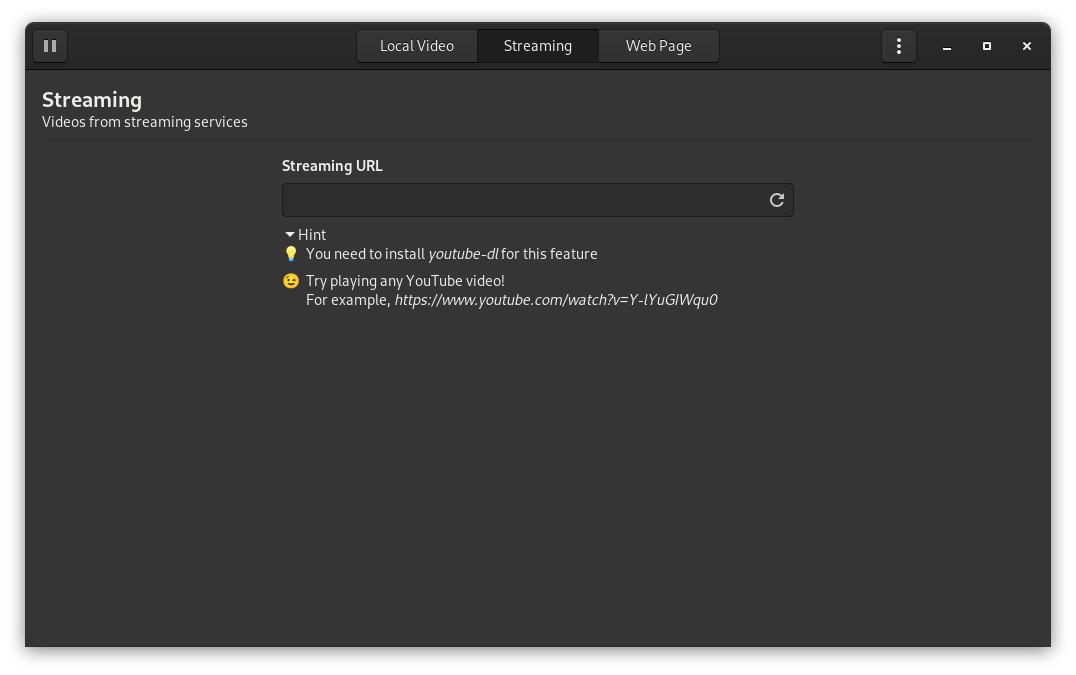 Local Video
Streaming
Web Page
Streaming
Videos from streaming services
Streaming URL
Hint
💡 You need to install youtube-dl for this feature
😉 Try playing any YouTube video!
For example, https://www.youtube.com/watch?v=Y-lYuGIWqu0